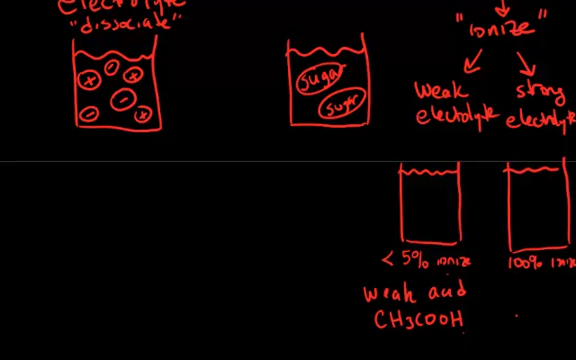 electrolyte
"dissociate"
+ - +
- - +
sugar
sugar
"ionize"
weak
electrolyte
strong
electrolyte
< 5% ionize
100% ioniz
weak acid
CH3COOH